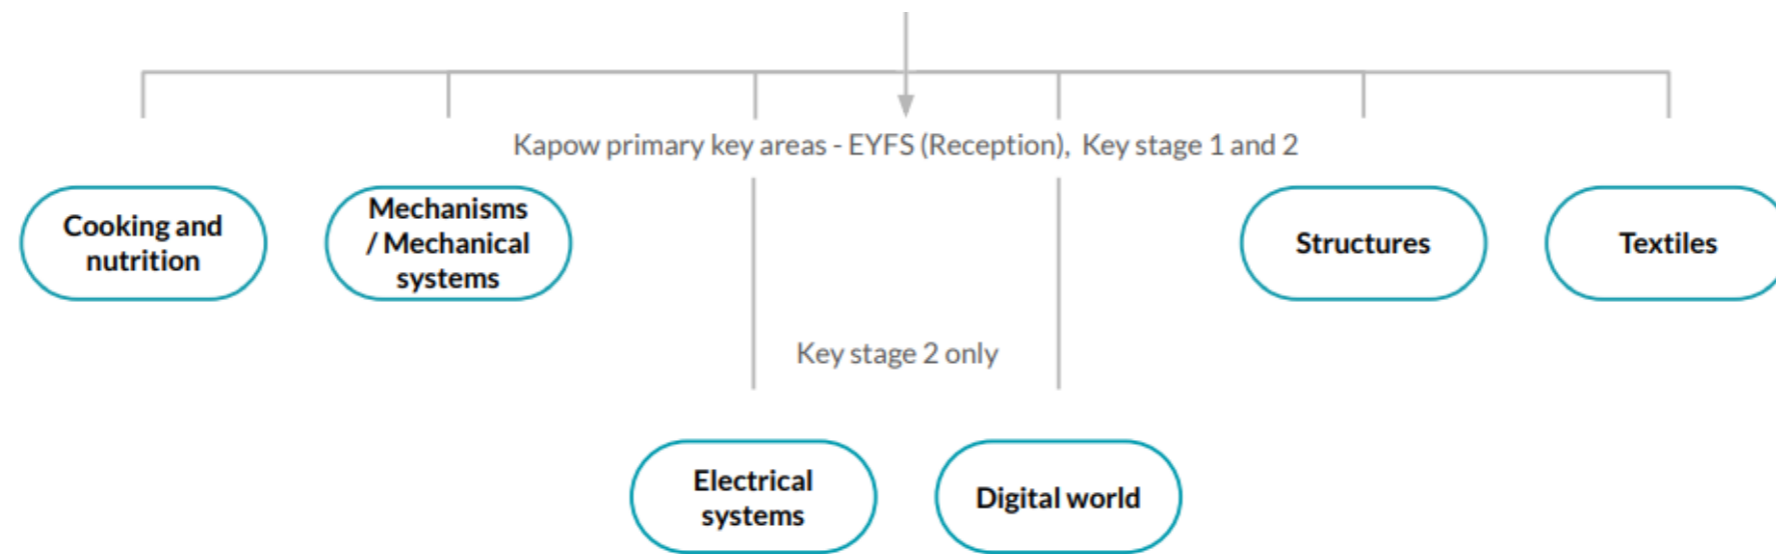 Kapow primary key areas - EYFS (Reception), Key stage 1 and 2
Cooking and
nutrition
Mechanisms
/ Mechanical
systems
Structures
Textiles
Key stage 2 only
Electrical
systems
Digital world